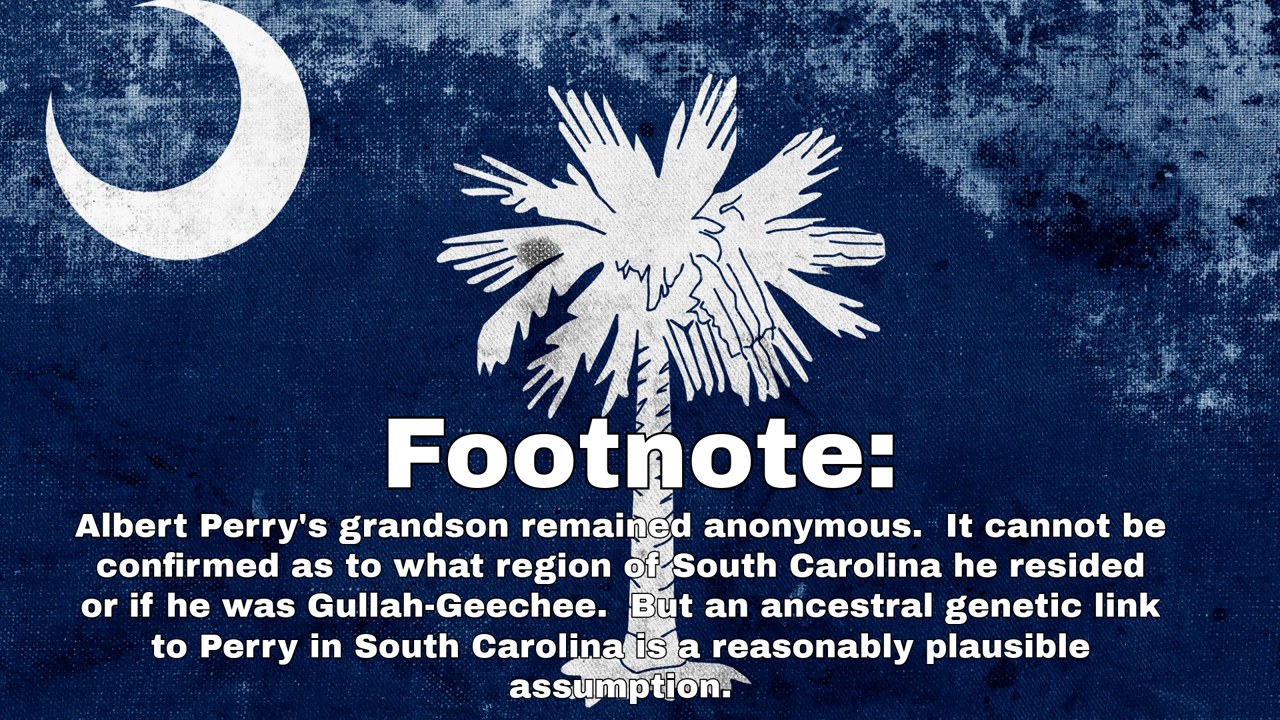 Footnote:
Albert Perry's grandson remained anonymous.  It cannot be
confirmed as to what region of South Carolina he resided
or if he was Gullah-Geechee.  But an ancestral genetic link
to Perry in South Carolina is a reasonably plausible
assumption.